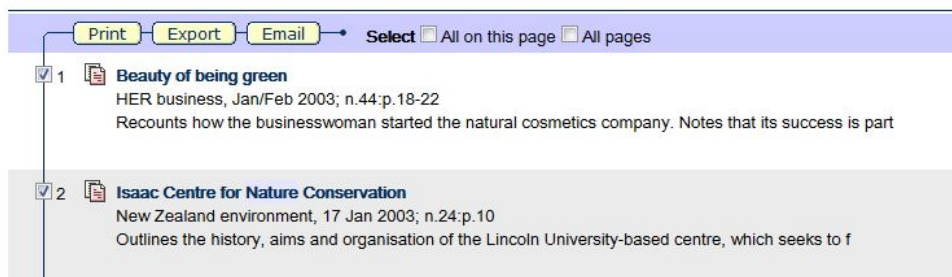 Print Export Email Select All on this page All pages
1 Beauty of being green
HER business, Jan/Feb 2003; n.44:p.18-22
Recounts how the businesswoman started the natural cosmetics company. Notes that its success is part
2 Isaac Centre for Nature Conservation
New Zealand environment, 17 Jan 2003; n.24:p.10
Outlines the history, aims and organisation of the Lincoln University-based centre, which seeks to f